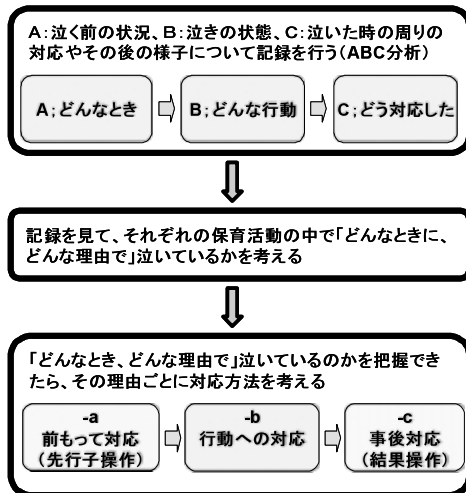 A：泣く前の状況、B：泣きの状態、C：泣いた時の周りの
対応やその後の様子について記録を行う（ABC分析）
A；どんなとき
B；どんな行動
C；どう対応した
記録を見て、それぞれの保育活動の中で「どんなときに、
どんな理由で」泣いているかを考える
「どんなとき、どんな理由で」泣いているのかを把握でき
たら、その理由ごとに対応方法を考える
-a
前もって対応
（先行子操作）
-b
行動への対応
-c
事後対応
（結果操作）